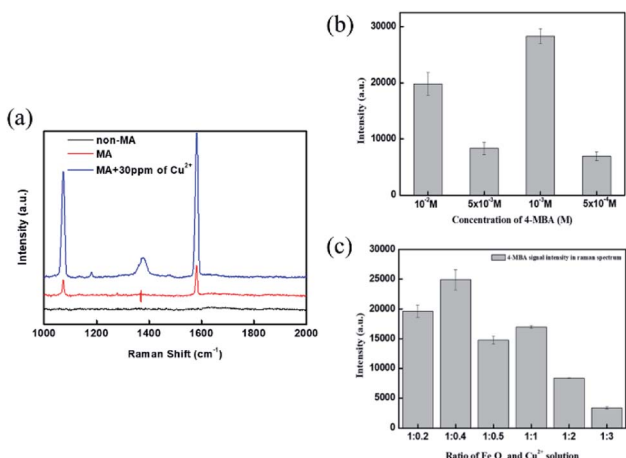 (a)
Intensity (a.u.)
non-MA
MA
MA+30ppm of Cu²⁺
1000 1200 1400 1600 1800 2000
Raman Shift (cm⁻¹)
(b)
Intensity (a.u.)
30000
20000
10000
0
10⁻²M 5x10⁻³M 10⁻³M 5x10⁻⁴M
Concentration of 4-MBA (M)
(c)
Intensity (a.u.)
4-MBA signal intensity in raman spectrum
30000
25000
20000
15000
10000
5000
0
1:0.2 1:0.4 1:0.5 1:1 1:2 1:3
Ratio of Fe O and Cu²⁺ solution